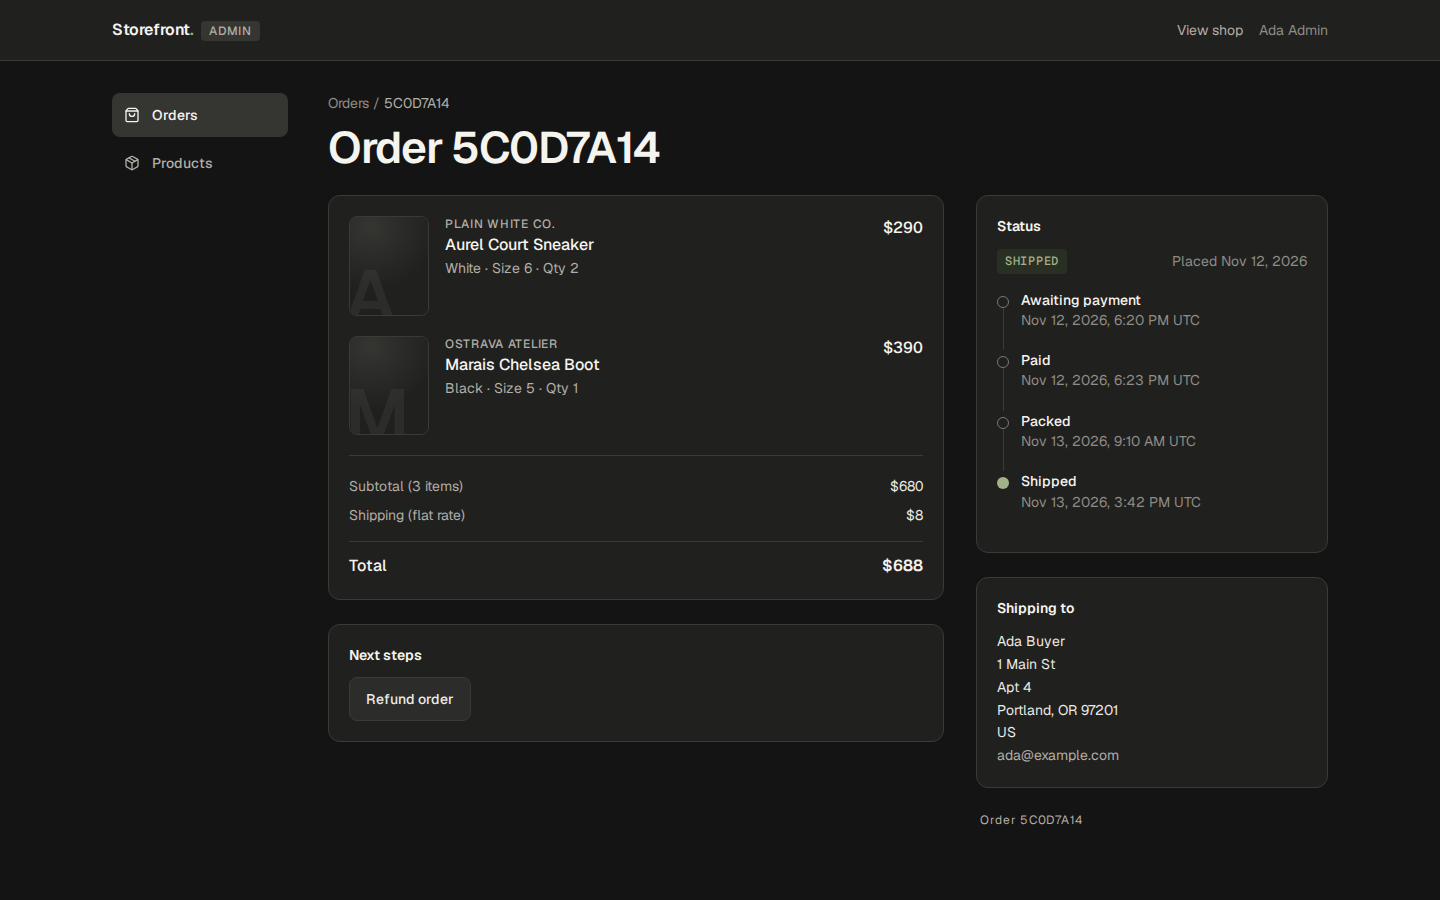 Storefront. ADMIN
View shop Ada Admin
Orders
Products
Orders / 5C0D7A14
Order 5C0D7A14
A
PLAIN WHITE CO.
Aurel Court Sneaker
White · Size 6 · Qty 2
$290
M
OSTRAVA ATELIER
Marais Chelsea Boot
Black · Size 5 · Qty 1
$390
Subtotal (3 items) $680
Shipping (flat rate) $8
Total $688
Next steps
Refund order
Status
SHIPPED Placed Nov 12, 2026
Awaiting payment
Nov 12, 2026, 6:20 PM UTC
Paid
Nov 12, 2026, 6:23 PM UTC
Packed
Nov 13, 2026, 9:10 AM UTC
Shipped
Nov 13, 2026, 3:42 PM UTC
Shipping to
Ada Buyer
1 Main St
Apt 4
Portland, OR 97201
US
ada@example.com
Order 5C0D7A14